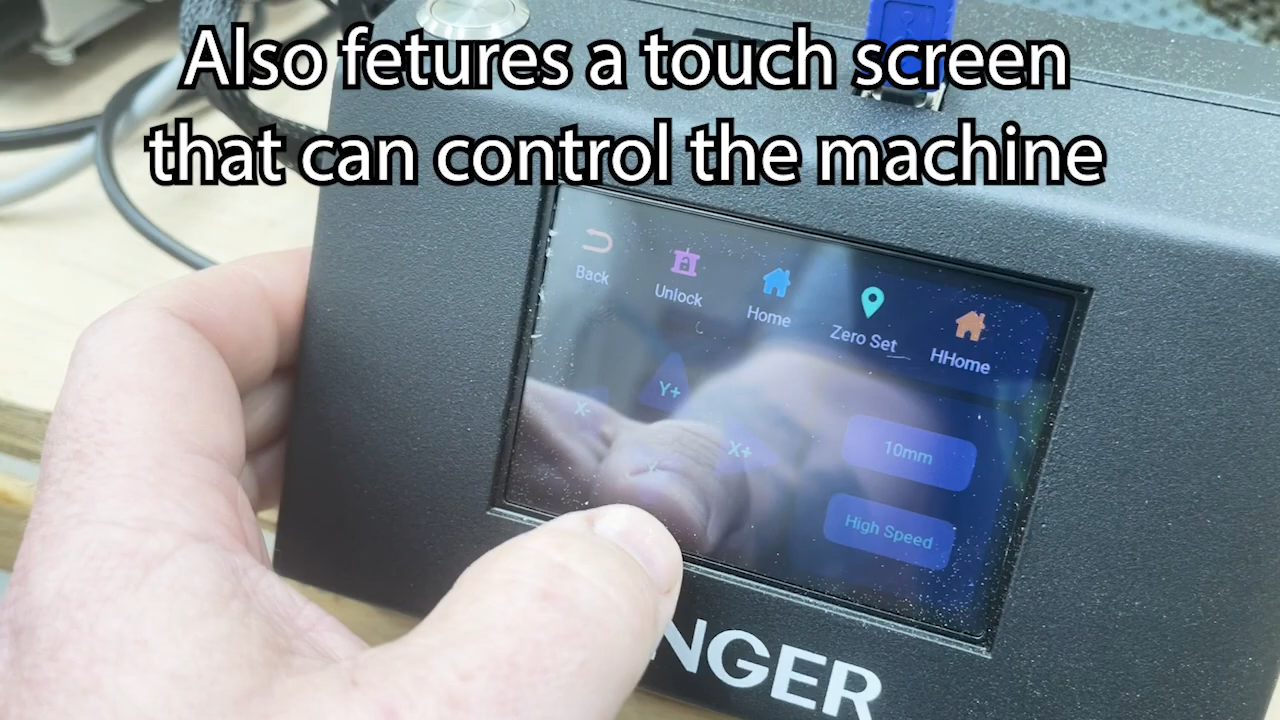 Also fetures a touch screen
that can control the machine
Back
Unlock
Home
Zero Set
HHome
Y+
X-
X+
10mm
High Speed
NGER